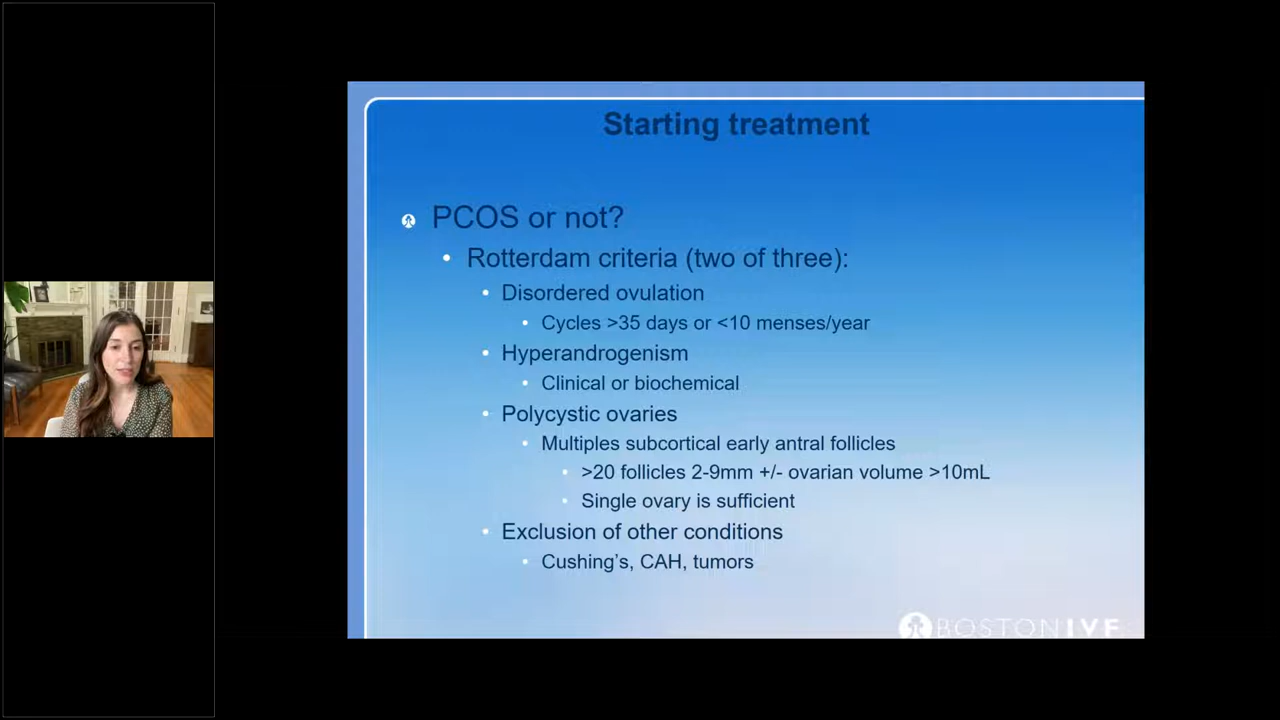 Starting treatment
PCOS or not?
• Rotterdam criteria (two of three):
• Disordered ovulation
• Cycles >35 days or <10 menses/year
• Hyperandrogenism
• Clinical or biochemical
• Polycystic ovaries
• Multiples subcortical early antral follicles
• >20 follicles 2-9mm +/- ovarian volume >10mL
• Single ovary is sufficient
• Exclusion of other conditions
• Cushing’s, CAH, tumors
BOSTON IVF